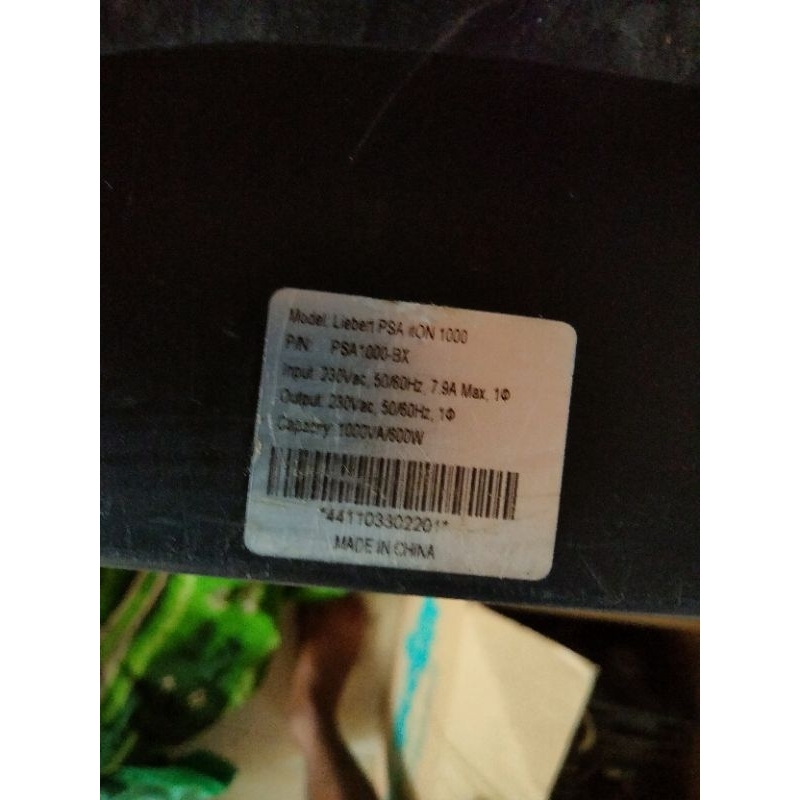 Model: Liebert PSA itON 1000
P/N: PSA1000-BX
Input: 230Vac, 50/60Hz, 7.9A Max, 1Φ
Output: 230Vac, 50/60Hz, 1Φ
Capacity: 1000VA/600W
*441103302201*
MADE IN CHINA